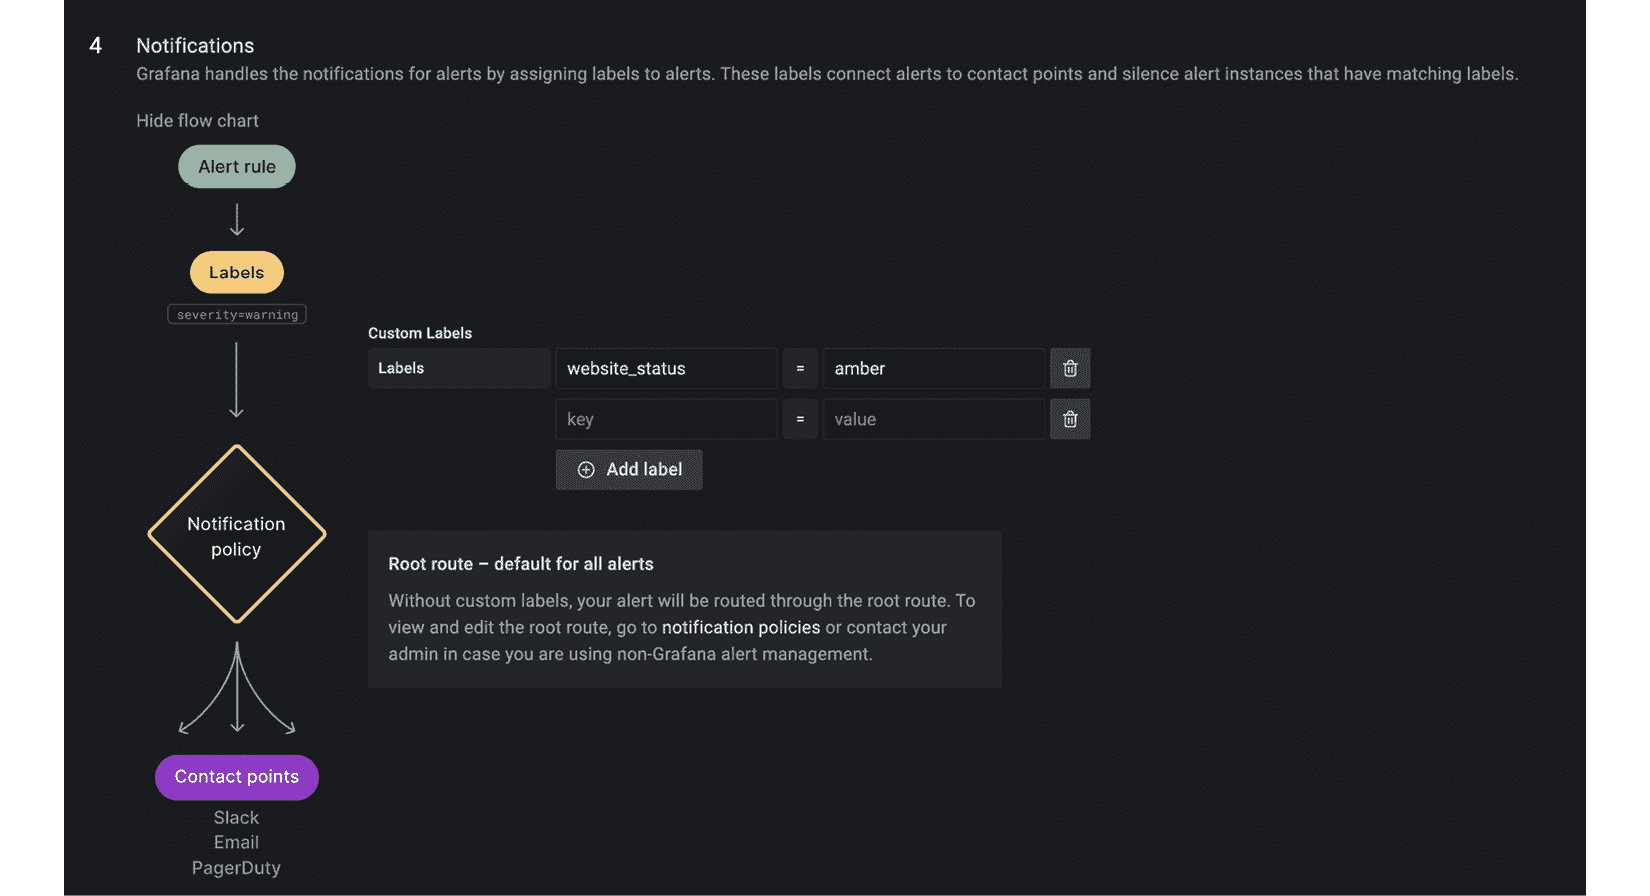 4 Notifications
Grafana handles the notifications for alerts by assigning labels to alerts. These labels connect alerts to contact points and silence alert instances that have matching labels.
Hide flow chart
Alert rule
Labels
severity=warning
Custom Labels
Labels website_status = amber
key = value
Add label
Notification
policy
Root route – default for all alerts
Without custom labels, your alert will be routed through the root route. To
view and edit the root route, go to notification policies or contact your
admin in case you are using non-Grafana alert management.
Contact points
Slack
Email
PagerDuty